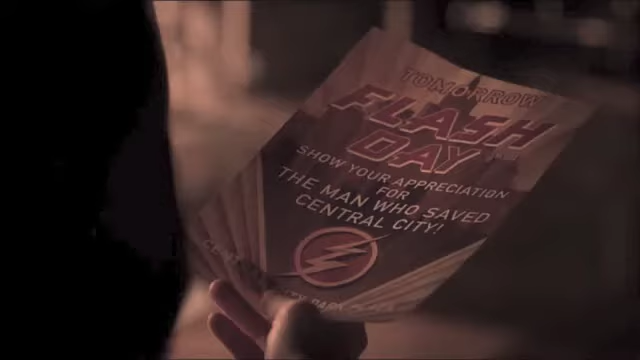 TOMORROW
FLASH
DAY
SHOW YOUR APPRECIATION
FOR
THE MAN WHO SAVED
CENTRAL CITY!